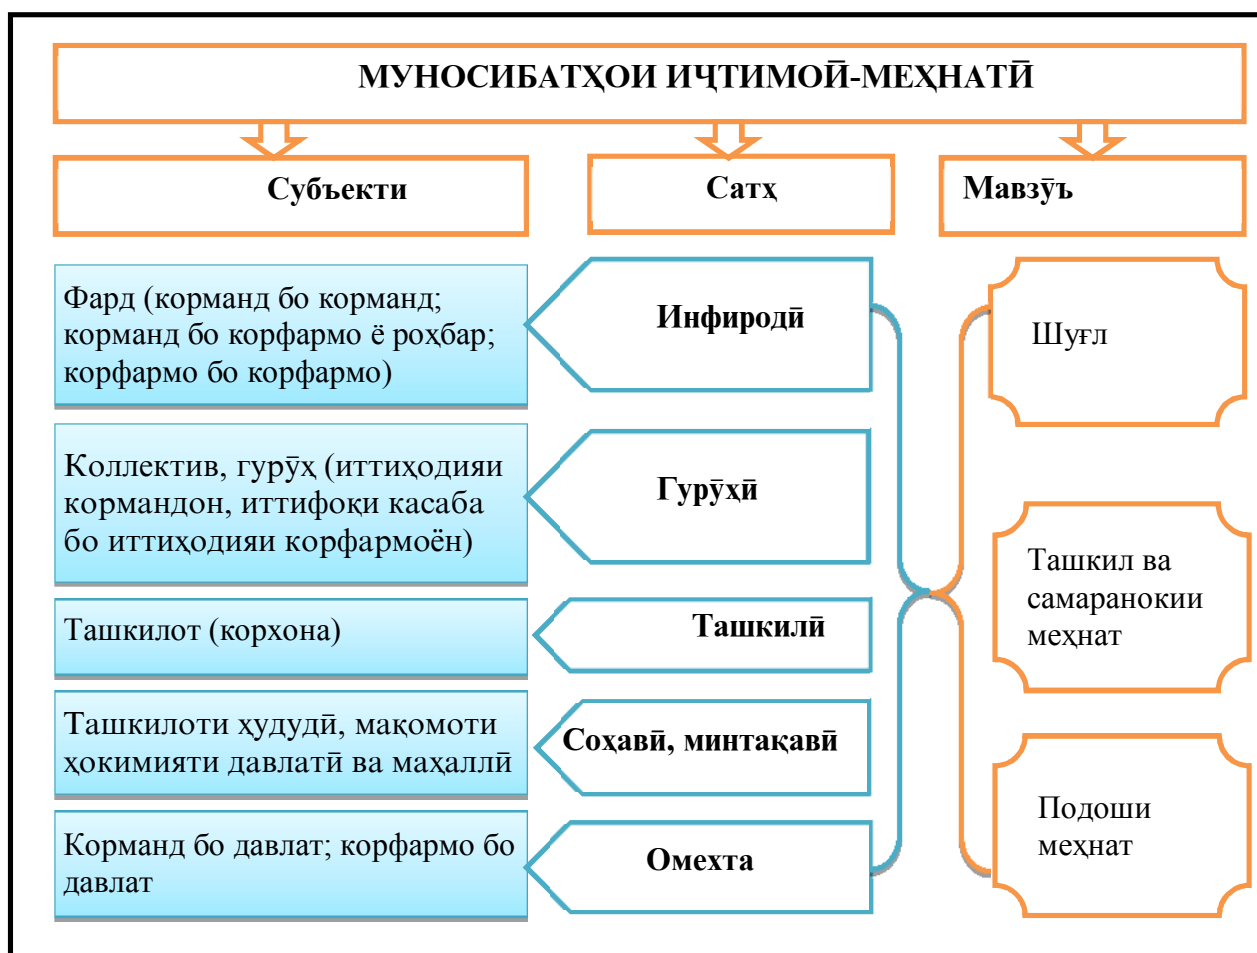 МУНОСИБАТҲОИ ИҶТИМОӢ-МЕҲНАТӢ
Субъекти
Сатҳ
Мавзӯъ
Фард (корманд бо корманд;
корманд бо корфармо ё роҳбар;
корфармо бо корфармо)
Инфиродӣ
Шуғл
Коллектив, гурӯҳ (иттиҳодияи
кормандон, иттифоқи касаба
бо иттиҳодияи корфармоён)
Гурӯҳӣ
Ташкилот (корхона)
Ташкилӣ
Ташкил ва
самаранокии
меҳнат
Ташкилоти ҳудудӣ, мақомоти
ҳокимияти давлатӣ ва маҳаллӣ
Соҳавӣ, минтақавӣ
Корманд бо давлат; корфармо бо
давлат
Омехта
Подоши
меҳнат